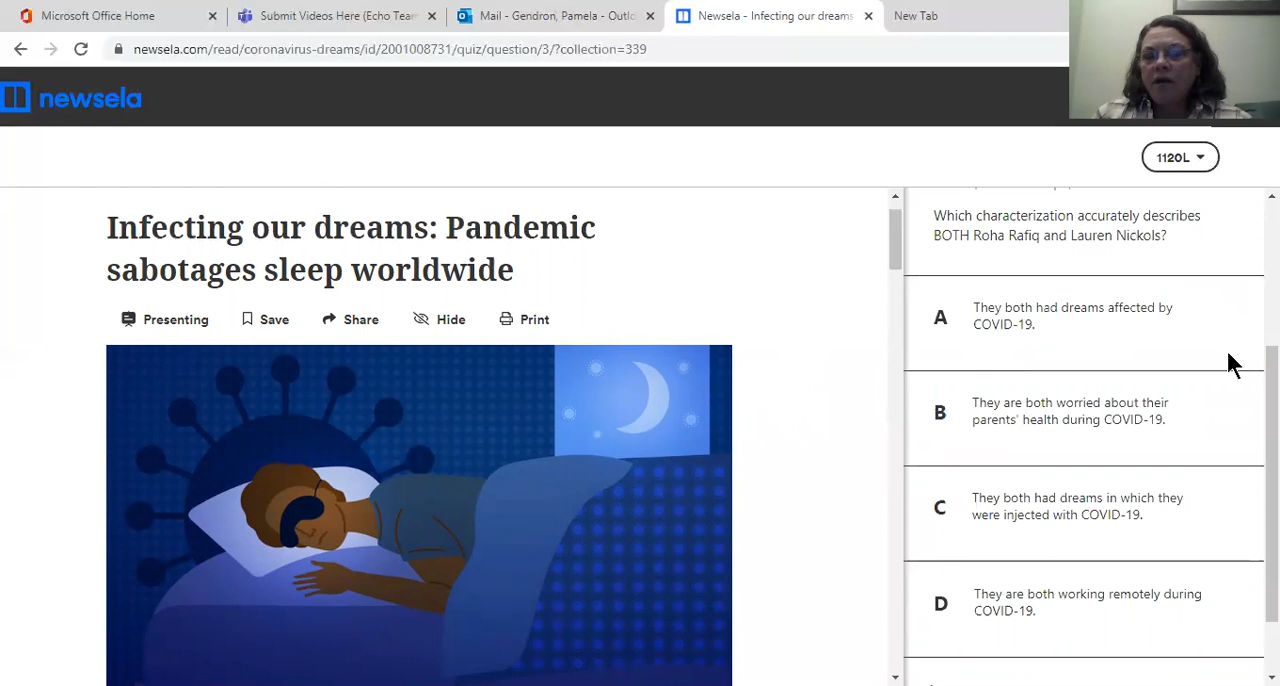 Microsoft Office Home
Submit Videos Here (Echo Tean
Mail - Gendron, Pamela - Outlo
Newsela - Infecting our dreams
New Tab
newsela.com/read/coronavirus-dreams/id/2001008731/quiz/question/3/?collection=339
newsela
1120L
Infecting our dreams: Pandemic
sabotages sleep worldwide
Presenting
Save
Share
Hide
Print
Which characterization accurately describes
BOTH Roha Rafiq and Lauren Nickols?
A
They both had dreams affected by
COVID-19.
B
They are both worried about their
parents' health during COVID-19.
C
They both had dreams in which they
were injected with COVID-19.
D
They are both working remotely during
COVID-19.